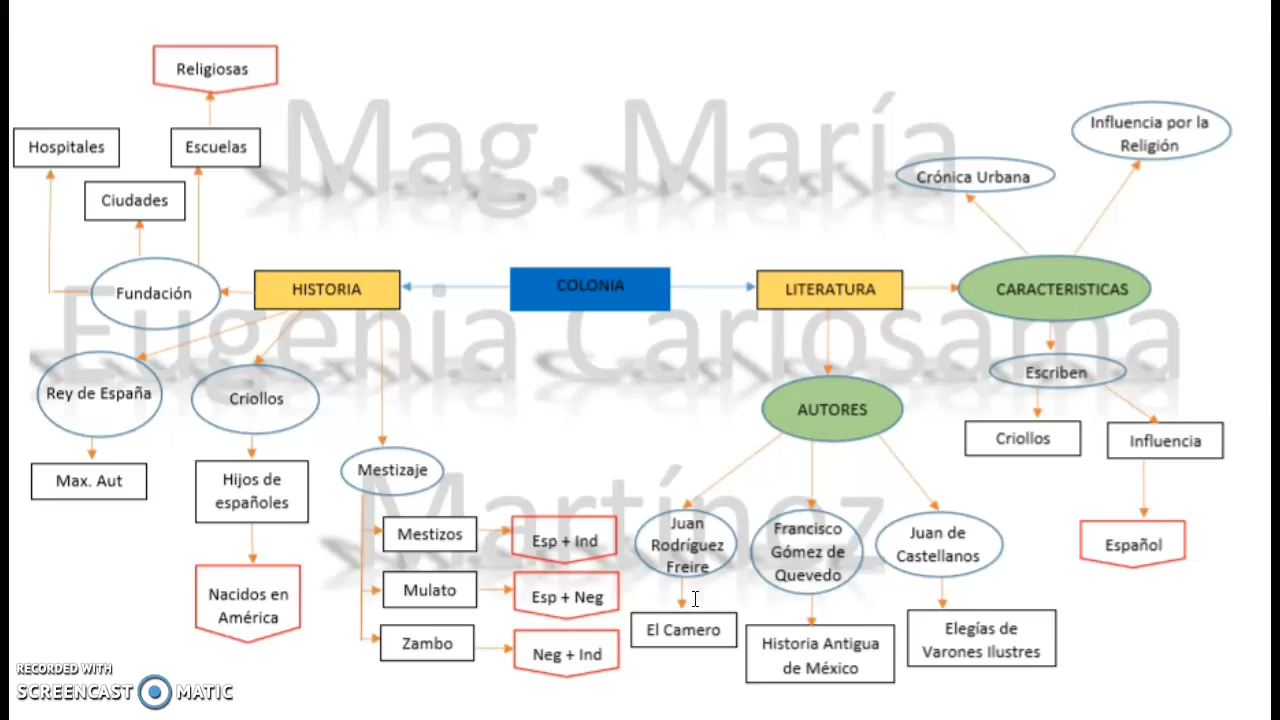 Religiosas
Mag. María
Influencia por la
Religión
Hospitales
Escuelas
Crónica Urbana
Ciudades
Fundación
HISTORIA
COLONIA
LITERATURA
CARACTERISTICAS
Eugenia Carlosama
Rey de España
Criollos
AUTORES
Escriben
Max. Aut
Hijos de
españoles
Mestizaje
Criollos
Influencia
Martínez
Nacidos en
América
Mestizos
Esp + Ind
Mulato
Esp + Neg
Zambo
Neg + Ind
Juan
Rodríguez
Freire
Francisco
Gómez de
Quevedo
Juan de
Castellanos
Español
El Camero
Historia Antigua
de México
Elegías de
Varones Ilustres
RECORDED WITH
SCREENCAST MATIC